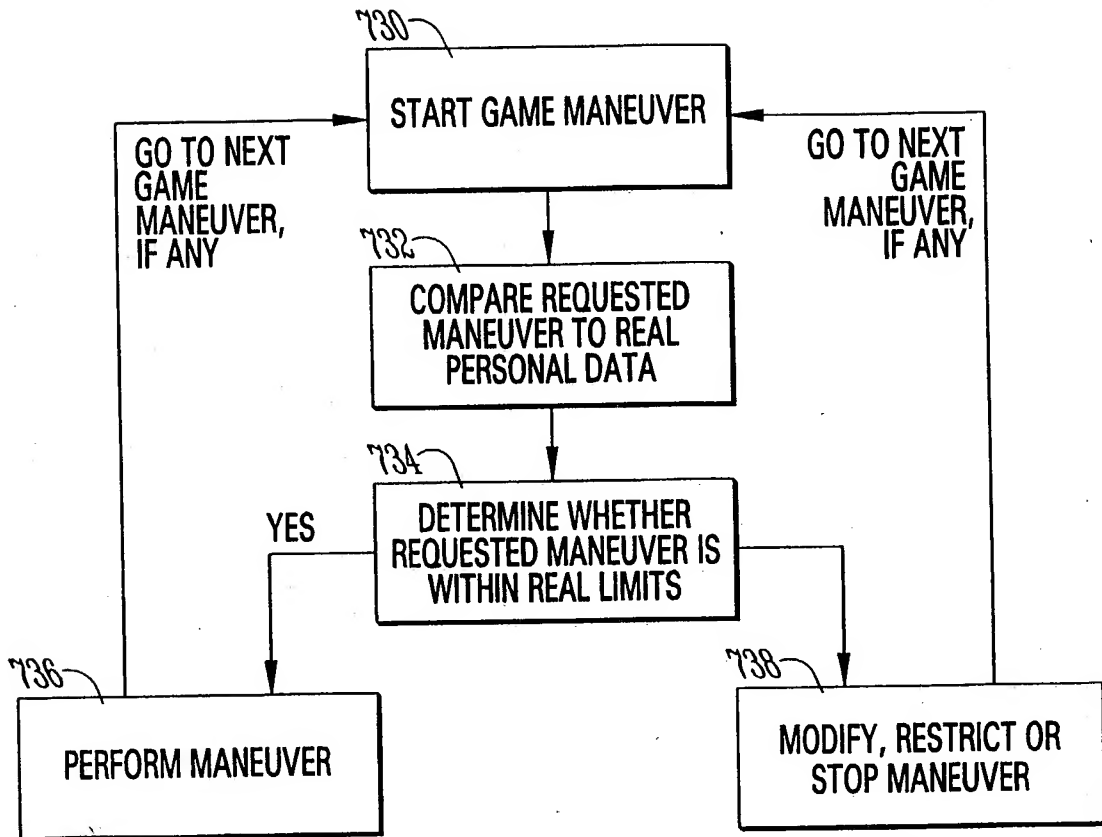 730
START GAME MANEUVER
GO TO NEXT
GAME
MANEUVER,
IF ANY
GO TO NEXT
GAME
MANEUVER,
IF ANY
732
COMPARE REQUESTED
MANEUVER TO REAL
PERSONAL DATA
734
DETERMINE WHETHER
REQUESTED MANEUVER IS
WITHIN REAL LIMITS
YES
736
PERFORM MANEUVER
738
MODIFY, RESTRICT OR
STOP MANEUVER